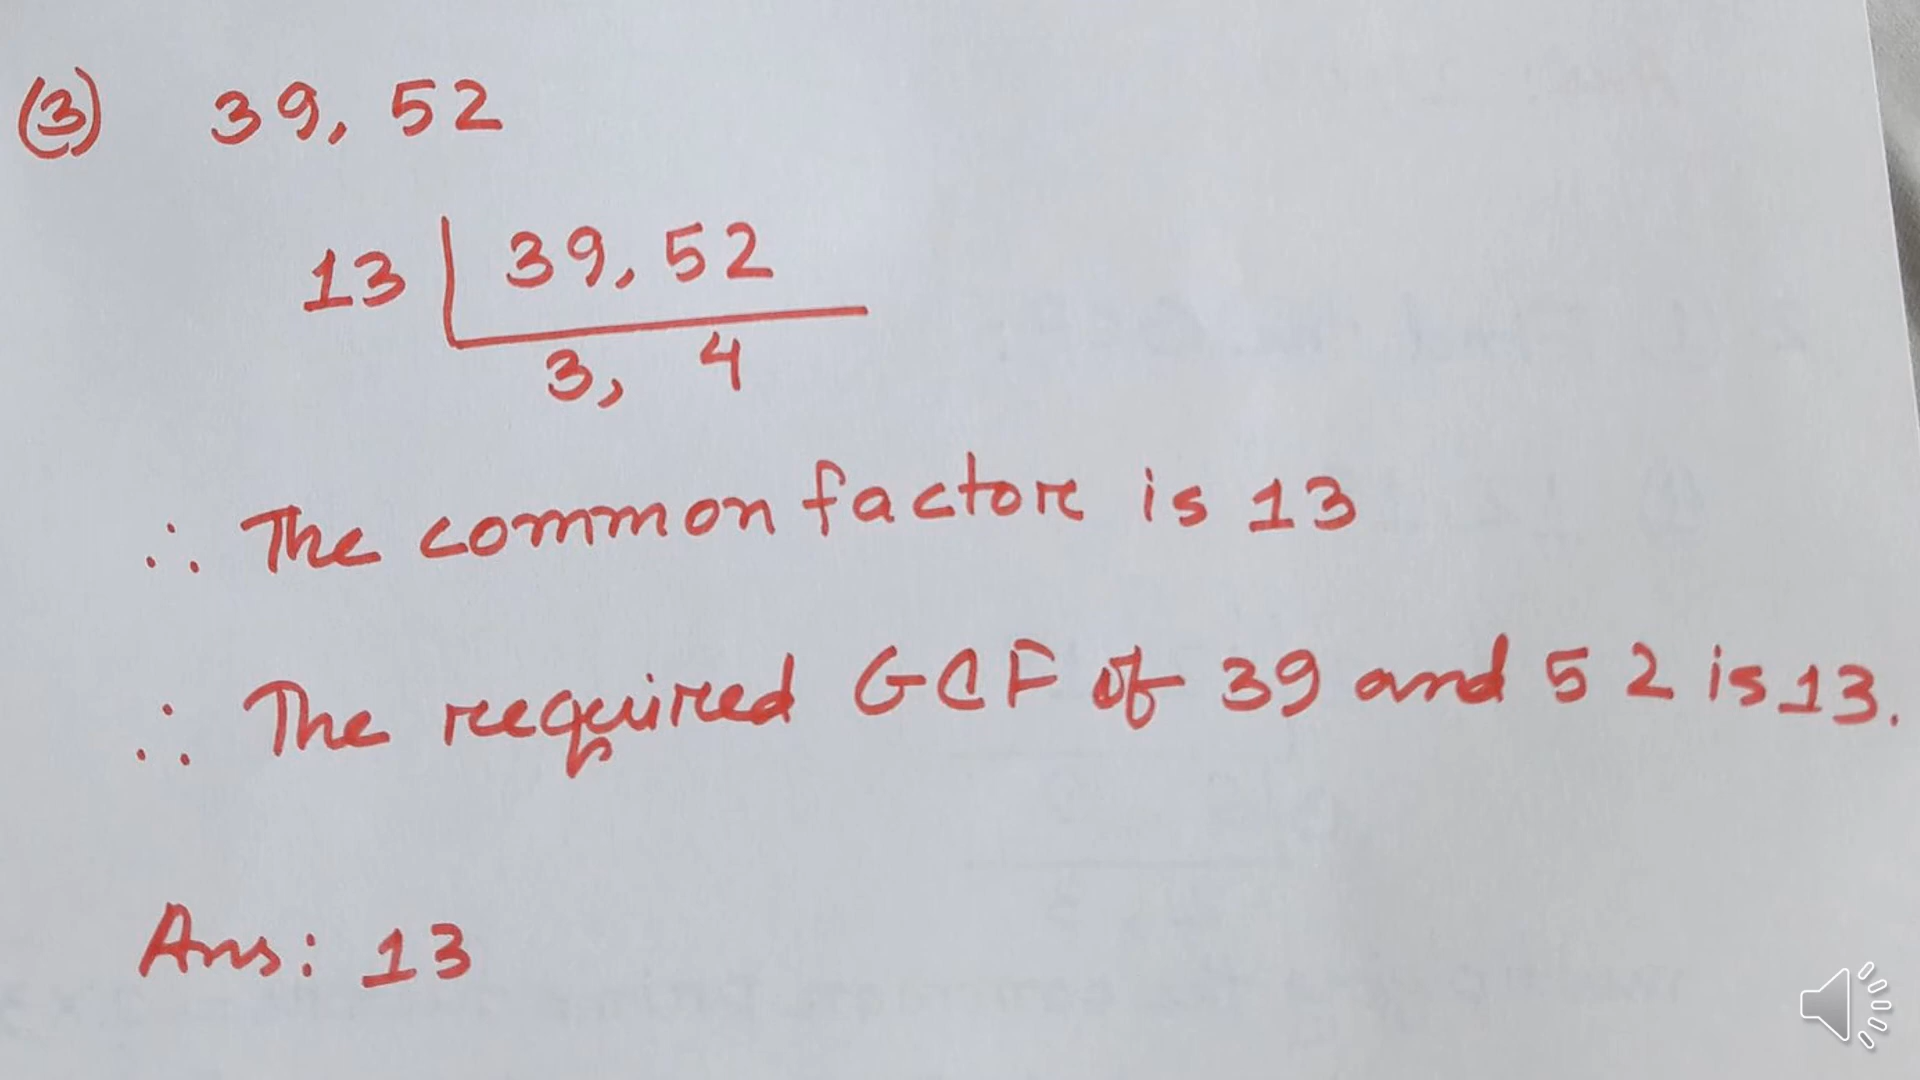 (3) 39, 52
13 | 39, 52
3, 4
∴ The common factor is 13
∴ The required GCF of 39 and 52 is 13.
Ans: 13